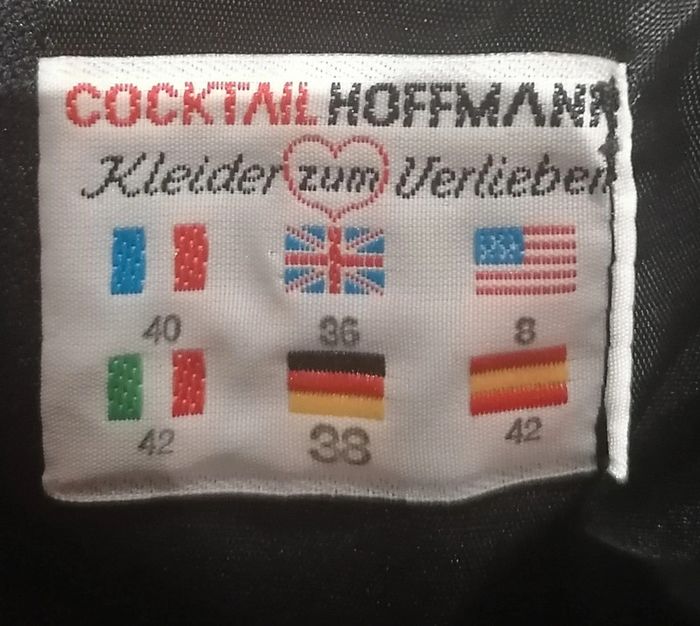 COCKTAIL HOFFMANN
Kleider zum Verlieben
40 36 8
42 38 42